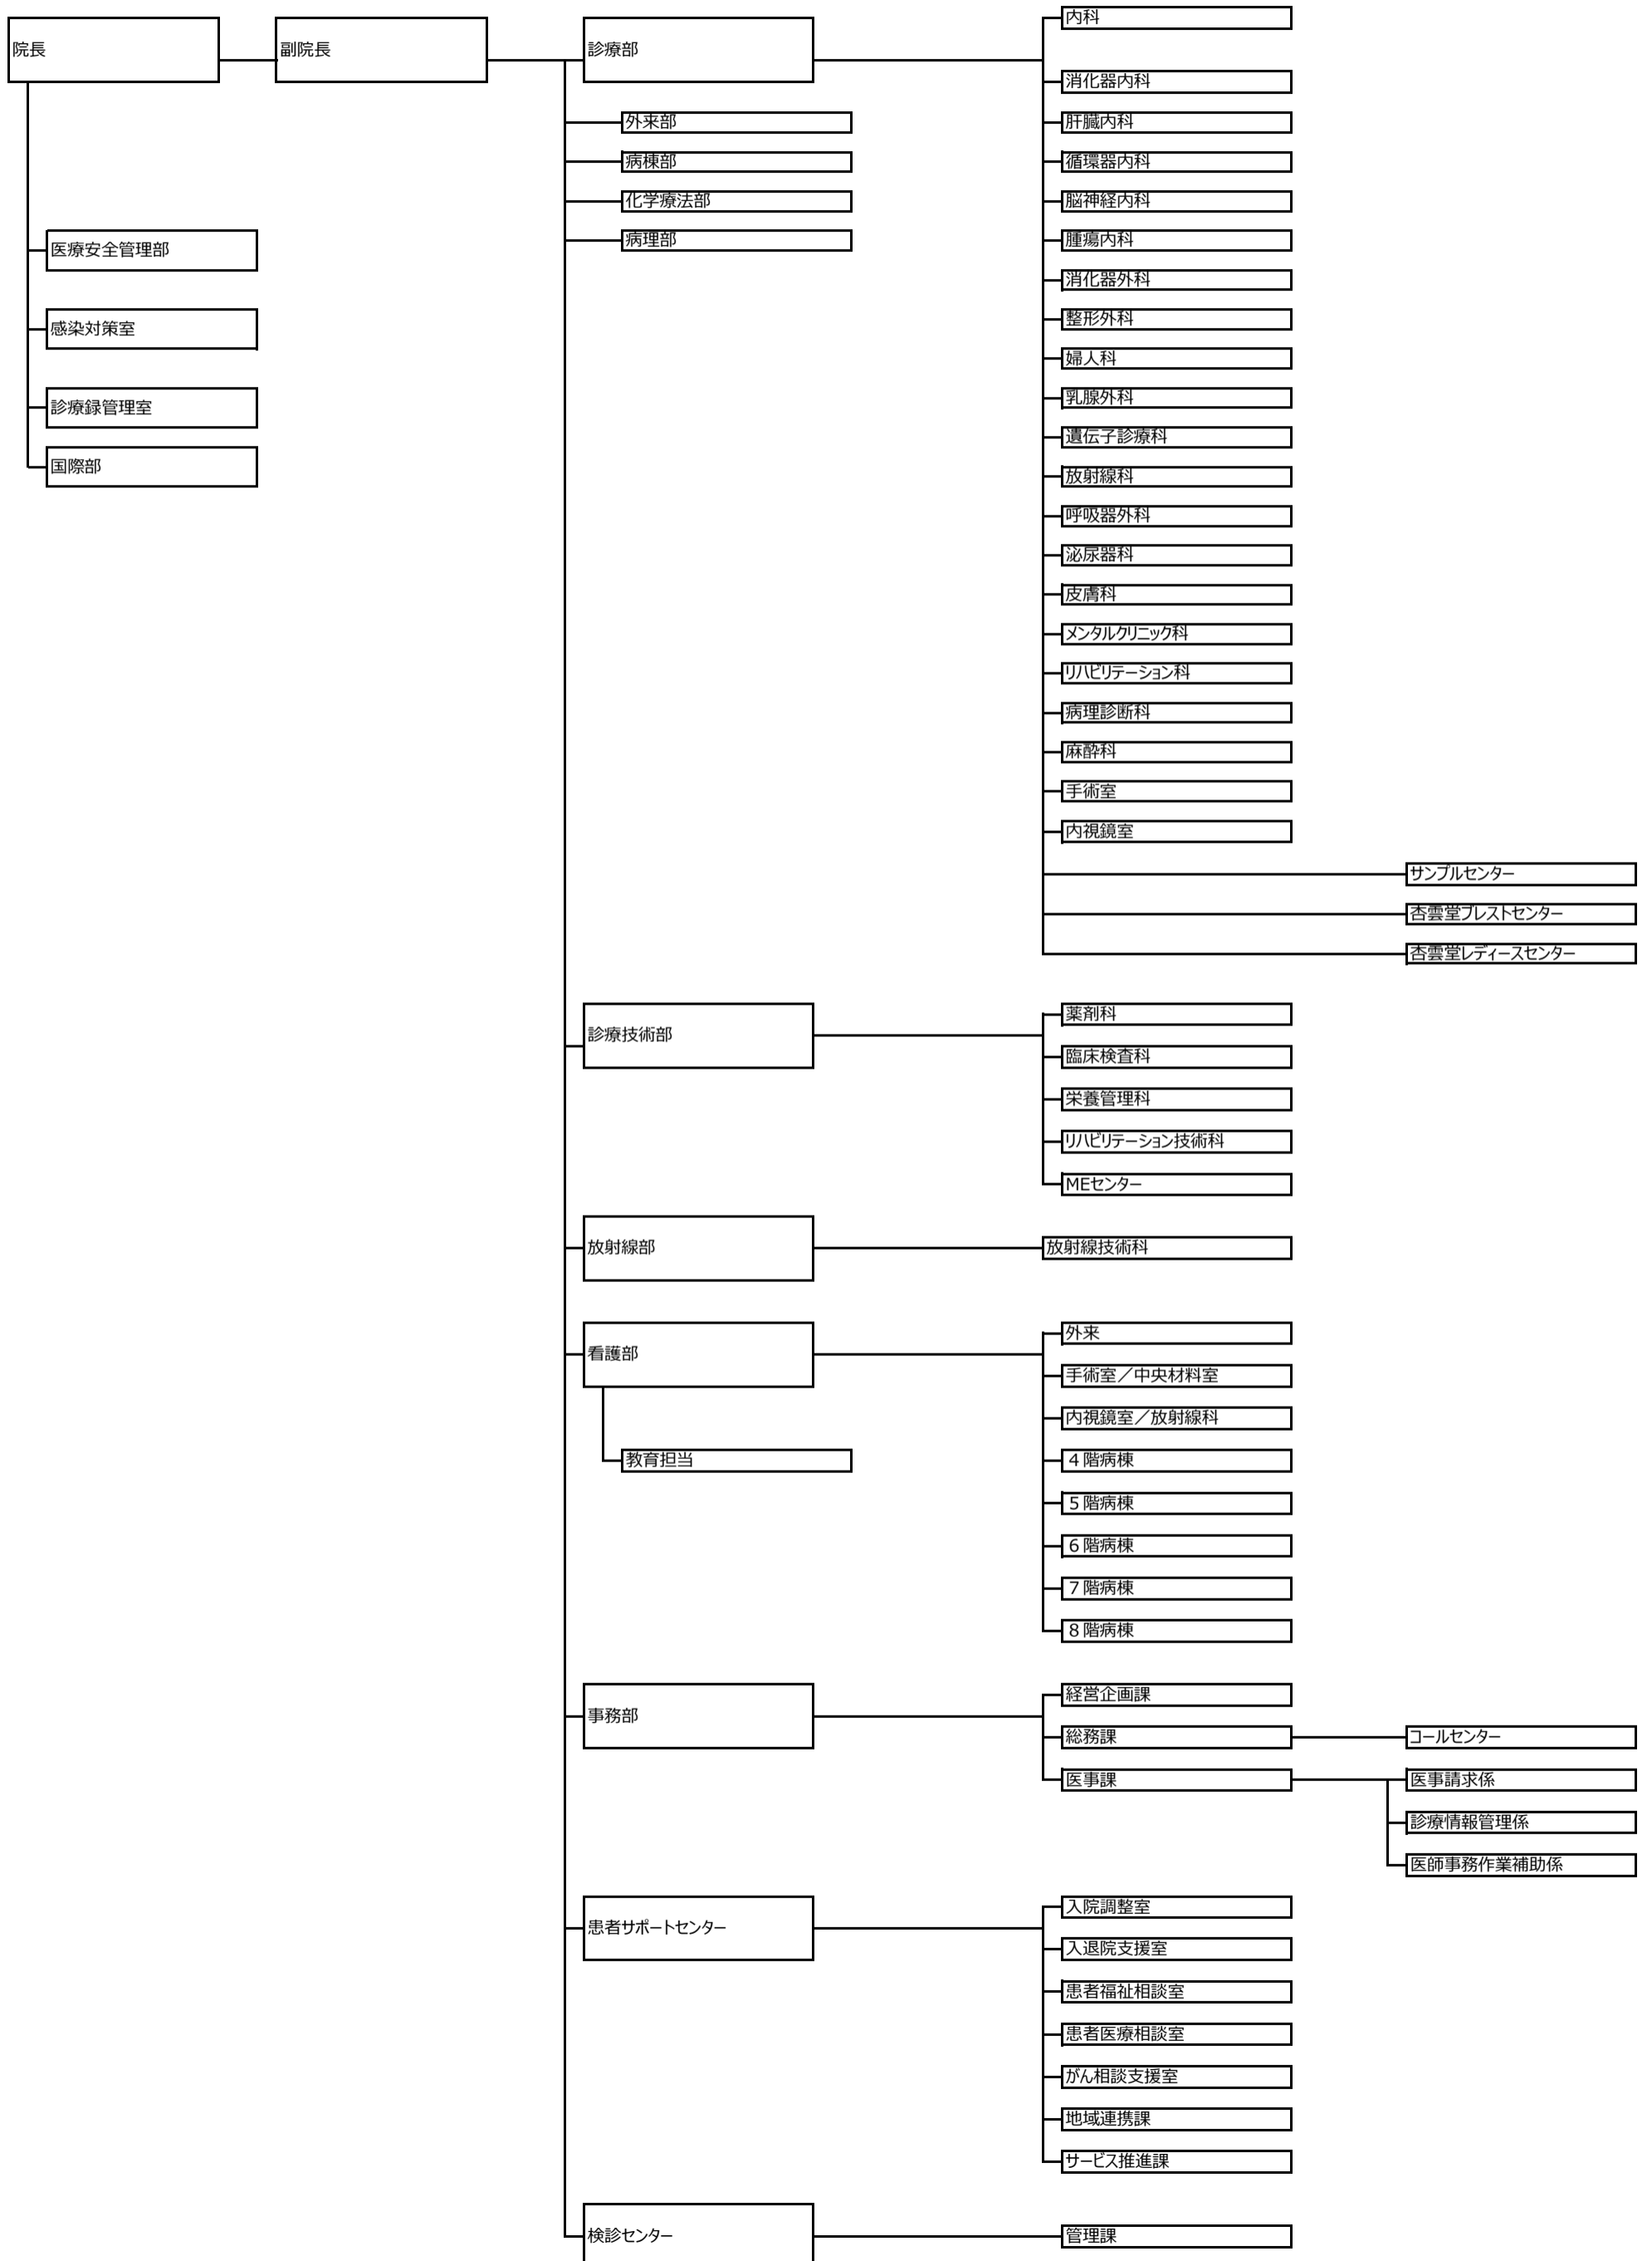 院長
副院長
診療部
内科
消化器内科
外来部
肝臓内科
病棟部
循環器内科
化学療法部
脳神経内科
病理部
腫瘍内科
医療安全管理部
消化器外科
感染対策室
整形外科
婦人科
診療録管理室
乳腺外科
遺伝子診療科
国際部
放射線科
呼吸器外科
泌尿器科
皮膚科
メンタルクリニック科
リハビリテーション科
病理診断科
麻酔科
手術室
内視鏡室
サンプルセンター
杏雲堂ブレストセンター
杏雲堂レディースセンター
診療技術部
薬剤科
臨床検査科
栄養管理科
リハビリテーション技術科
MEセンター
放射線部
放射線技術科
看護部
外来
手術室／中央材料室
内視鏡室／放射線科
教育担当
４階病棟
５階病棟
６階病棟
７階病棟
８階病棟
事務部
経営企画課
総務課
コールセンター
医事課
医事請求係
診療情報管理係
医師事務作業補助係
患者サポートセンター
入院調整室
入退院支援室
患者福祉相談室
患者医療相談室
がん相談支援室
地域連携課
サービス推進課
検診センター
管理課